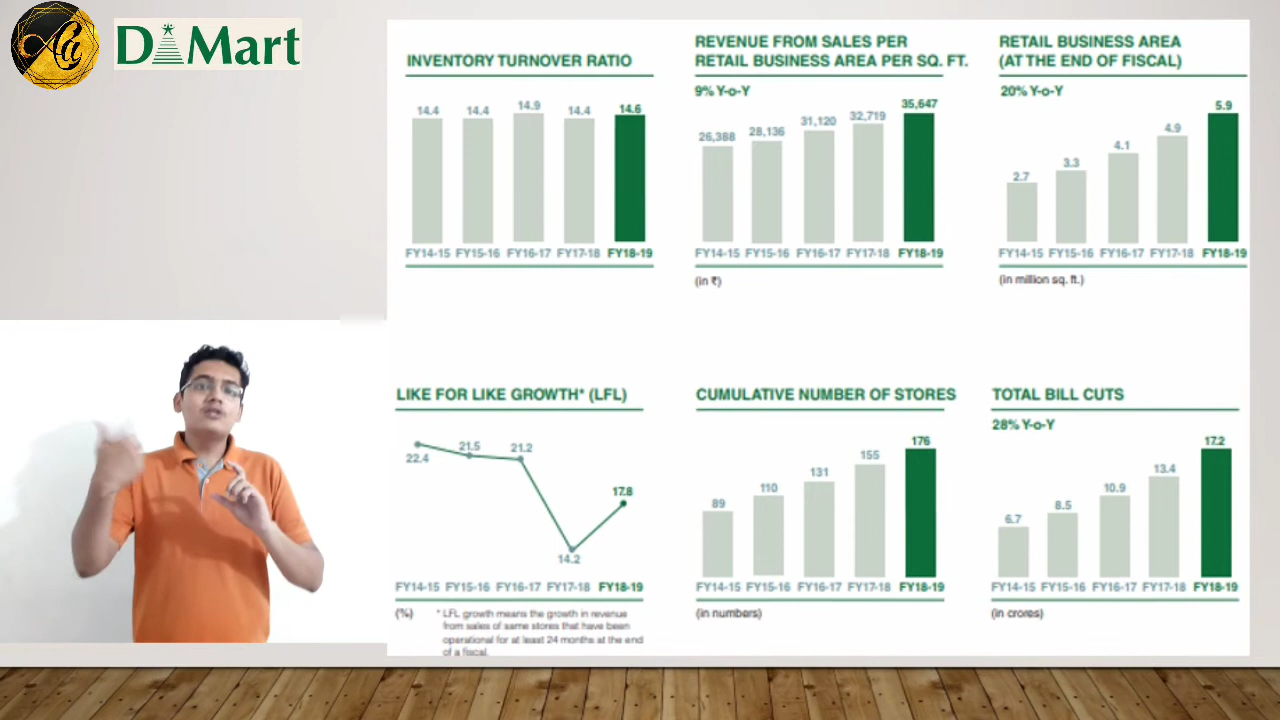 D Mart
INVENTORY TURNOVER RATIO
14.4 14.4 14.9 14.4 14.6
FY14-15 FY15-16 FY16-17 FY17-18 FY18-19
REVENUE FROM SALES PER
RETAIL BUSINESS AREA PER SQ. FT.
9% Y-o-Y
26,388 28,136 31,120 32,719 35,647
FY14-15 FY15-16 FY16-17 FY17-18 FY18-19
(in ₹)
RETAIL BUSINESS AREA
(AT THE END OF FISCAL)
20% Y-o-Y
2.7 3.3 4.1 4.9 5.9
FY14-15 FY15-16 FY16-17 FY17-18 FY18-19
(in million sq. ft.)
LIKE FOR LIKE GROWTH* (LFL)
22.4 21.5 21.2 14.2 17.8
FY14-15 FY15-16 FY16-17 FY17-18 FY18-19
(%)
* LFL growth means the growth in revenue
from sales of same stores that have been
operational for at least 24 months at the end
of a fiscal.
CUMULATIVE NUMBER OF STORES
89 110 131 155 176
FY14-15 FY15-16 FY16-17 FY17-18 FY18-19
(in numbers)
TOTAL BILL CUTS
28% Y-o-Y
6.7 8.5 10.9 13.4 17.2
FY14-15 FY15-16 FY16-17 FY17-18 FY18-19
(in crores)